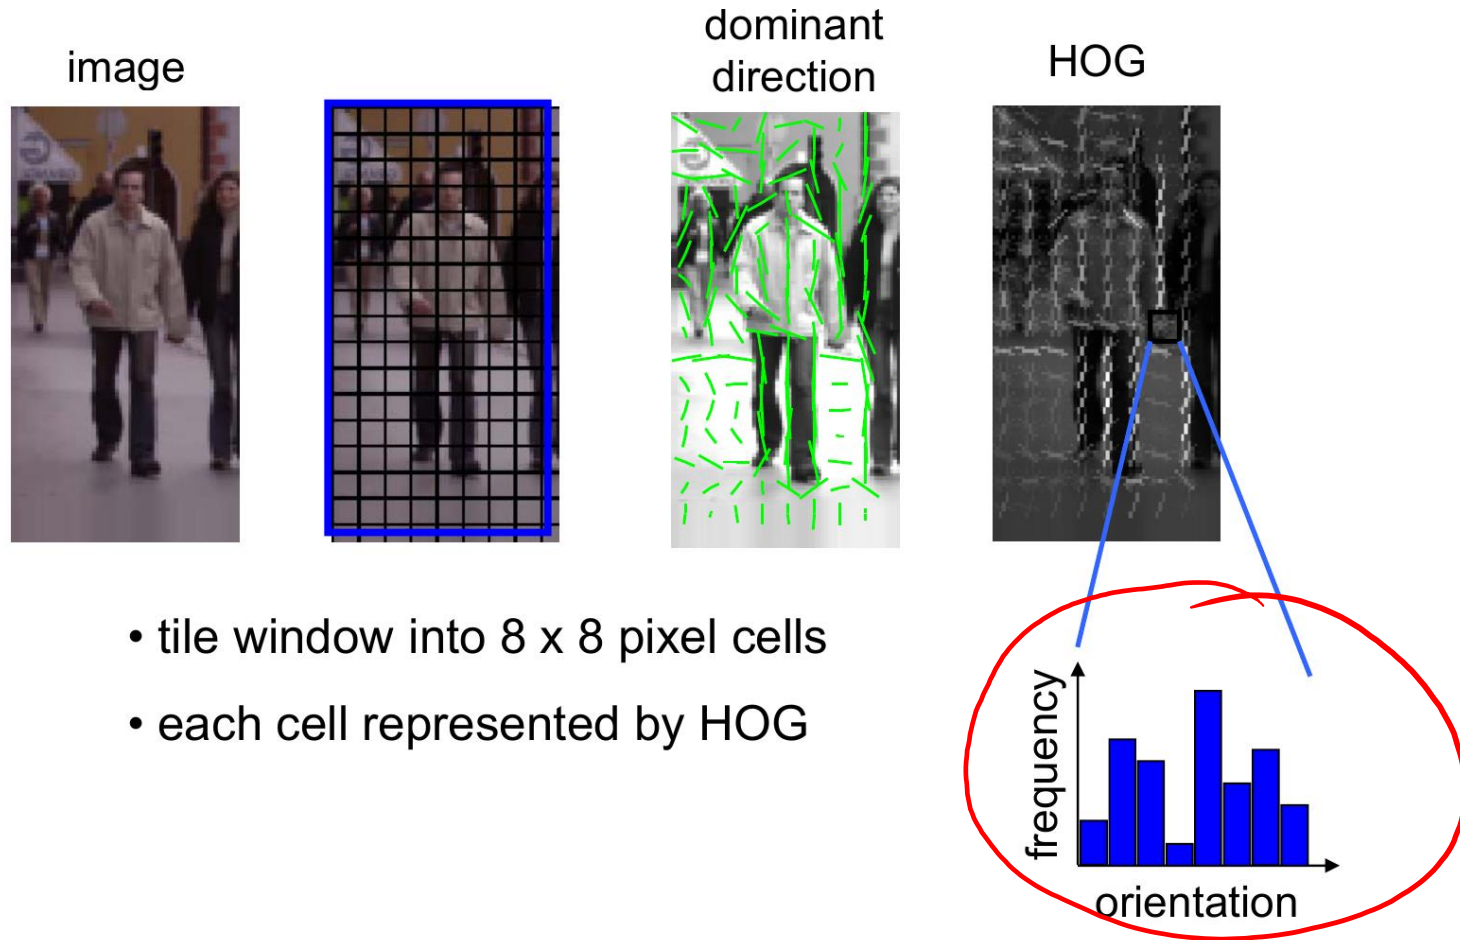 image
dominant
direction
HOG
• tile window into 8 x 8 pixel cells
• each cell represented by HOG
frequency
orientation